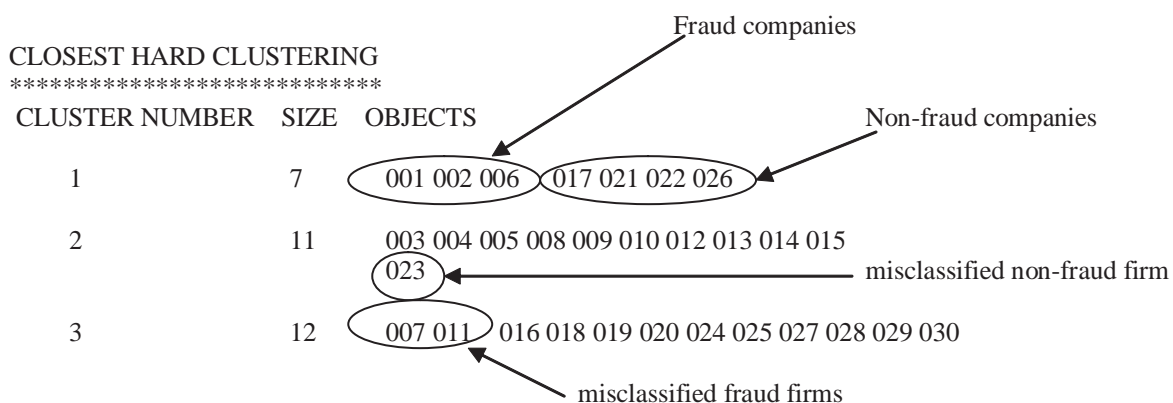 Fraud companies
CLOSEST HARD CLUSTERING
****************************
CLUSTER NUMBER SIZE OBJECTS
Non-fraud companies
1 7 001 002 006 017 021 022 026
2 11 003 004 005 008 009 010 012 013 014 015
023 misclassified non-fraud firm
3 12 007 011 016 018 019 020 024 025 027 028 029 030
misclassified fraud firms